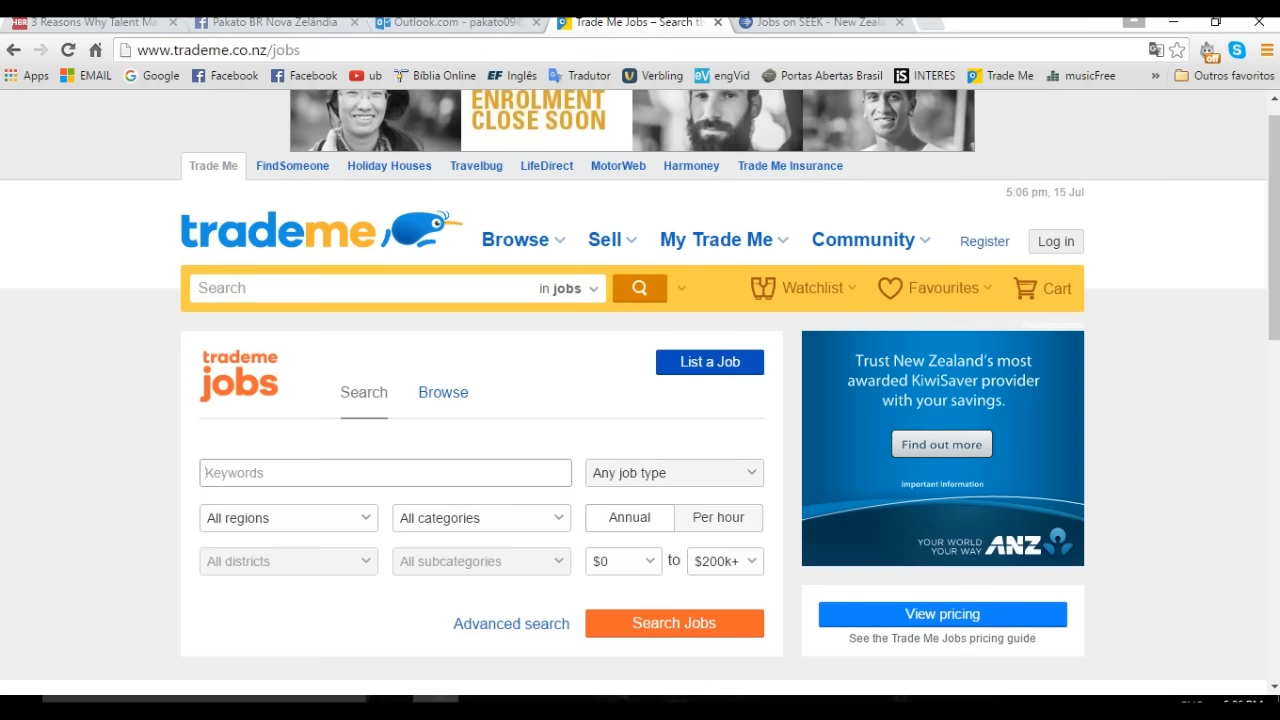 3 Reasons Why Talent Ma
Pakato BR Nova Zelândia
Outlook.com - pakato09@
Trade Me Jobs – Search t
Jobs on SEEK - New Zeal
www.trademe.co.nz/jobs
Apps EMAIL Google Facebook Facebook ub Bíblia Online EF Inglês Tradutor Verbling engVid Portas Abertas Brasil INTERES Trade Me musicFree » Outros favoritos
ENROLMENT
CLOSE SOON
Trade Me FindSomeone Holiday Houses Travelbug LifeDirect MotorWeb Harmoney Trade Me Insurance
5:06 pm, 15 Jul
trademe Browse Sell My Trade Me Community Register Log in
Search in jobs Watchlist Favourites Cart
trademe
jobs
List a Job
Search Browse
Keywords Any job type
All regions All categories Annual Per hour
All districts All subcategories $0 to $200k+
Advanced search Search Jobs
Trust New Zealand's most
awarded KiwiSaver provider
with your savings.
Find out more
Important Information
YOUR WORLD
YOUR WAY
ANZ
View pricing
See the Trade Me Jobs pricing guide